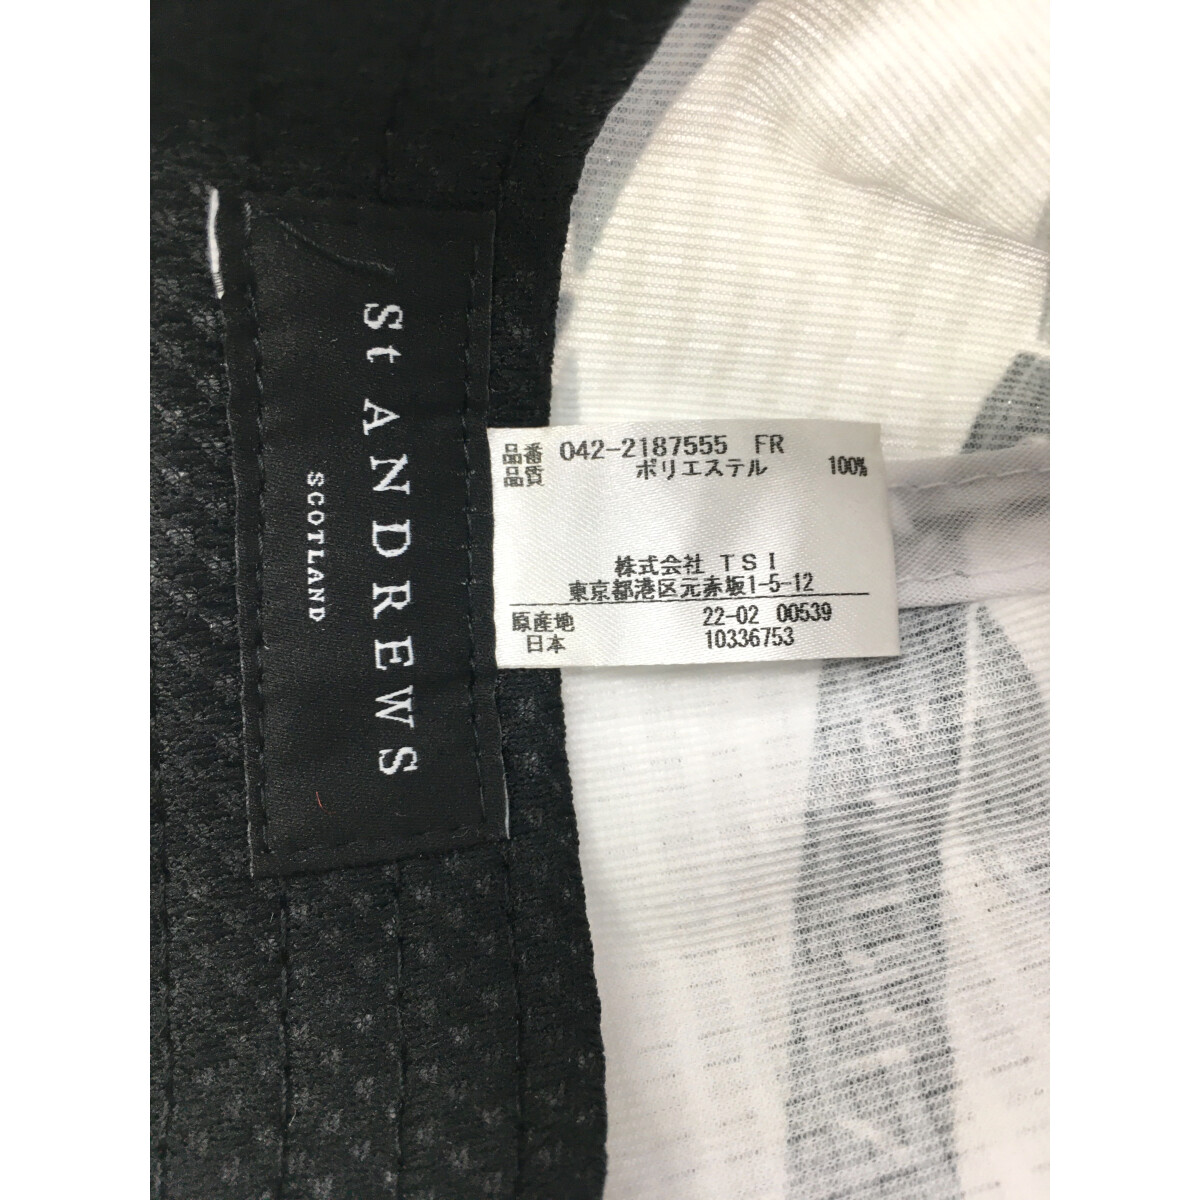 St ANDREWS
SCOTLAND
品番 042-2187555 FR
品質 ポリエステル 100%
株式会社 TSI
東京都港区元赤坂1-5-12
原産地 22-02 00539
日本 10336753